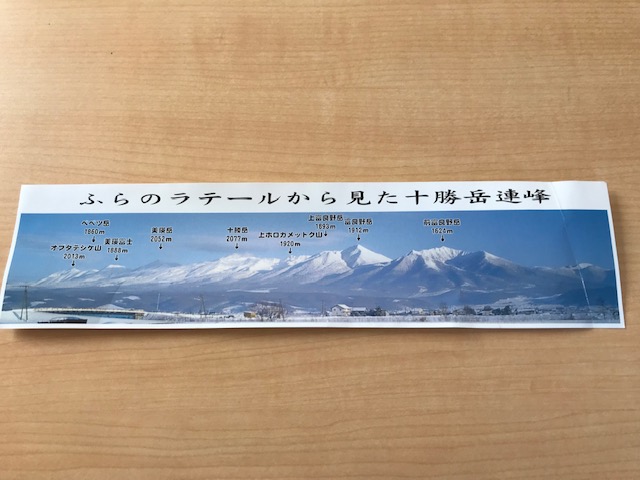 ふらのラテールから見た十勝岳連峰
ベベツ岳
1860m
オプタテシケ山
2013m
美瑛富士
1888m
美瑛岳
2052m
十勝岳
2077m
上ホロカメットク山
1920m
上富良野岳
1893m
富良野岳
1912m
前富良野岳
1624m